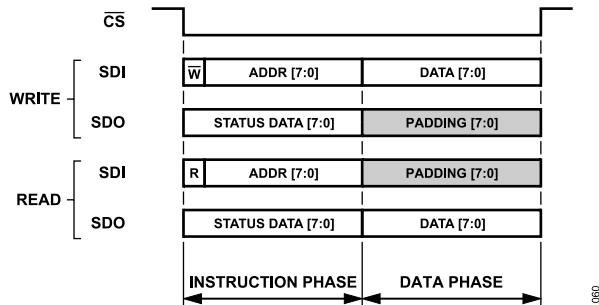 CS
SDI W ADDR [7:0] DATA [7:0]
WRITE
SDO STATUS DATA [7:0] PADDING [7:0]
SDI R ADDR [7:0] PADDING [7:0]
READ
SDO STATUS DATA [7:0] DATA [7:0]
INSTRUCTION PHASE DATA PHASE
060